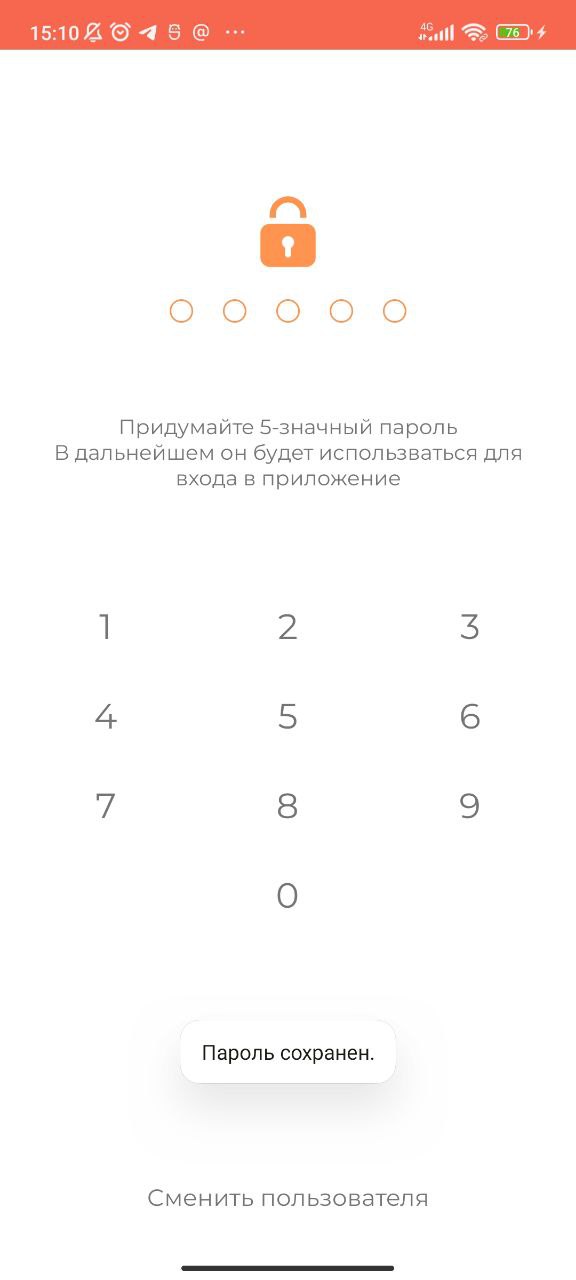 15:10 @ ... 4G 76
Придумайте 5-значный пароль
В дальнейшем он будет использваться для
входа в приложение
1 2 3
4 5 6
7 8 9
0
Пароль сохранен.
Сменить пользователя